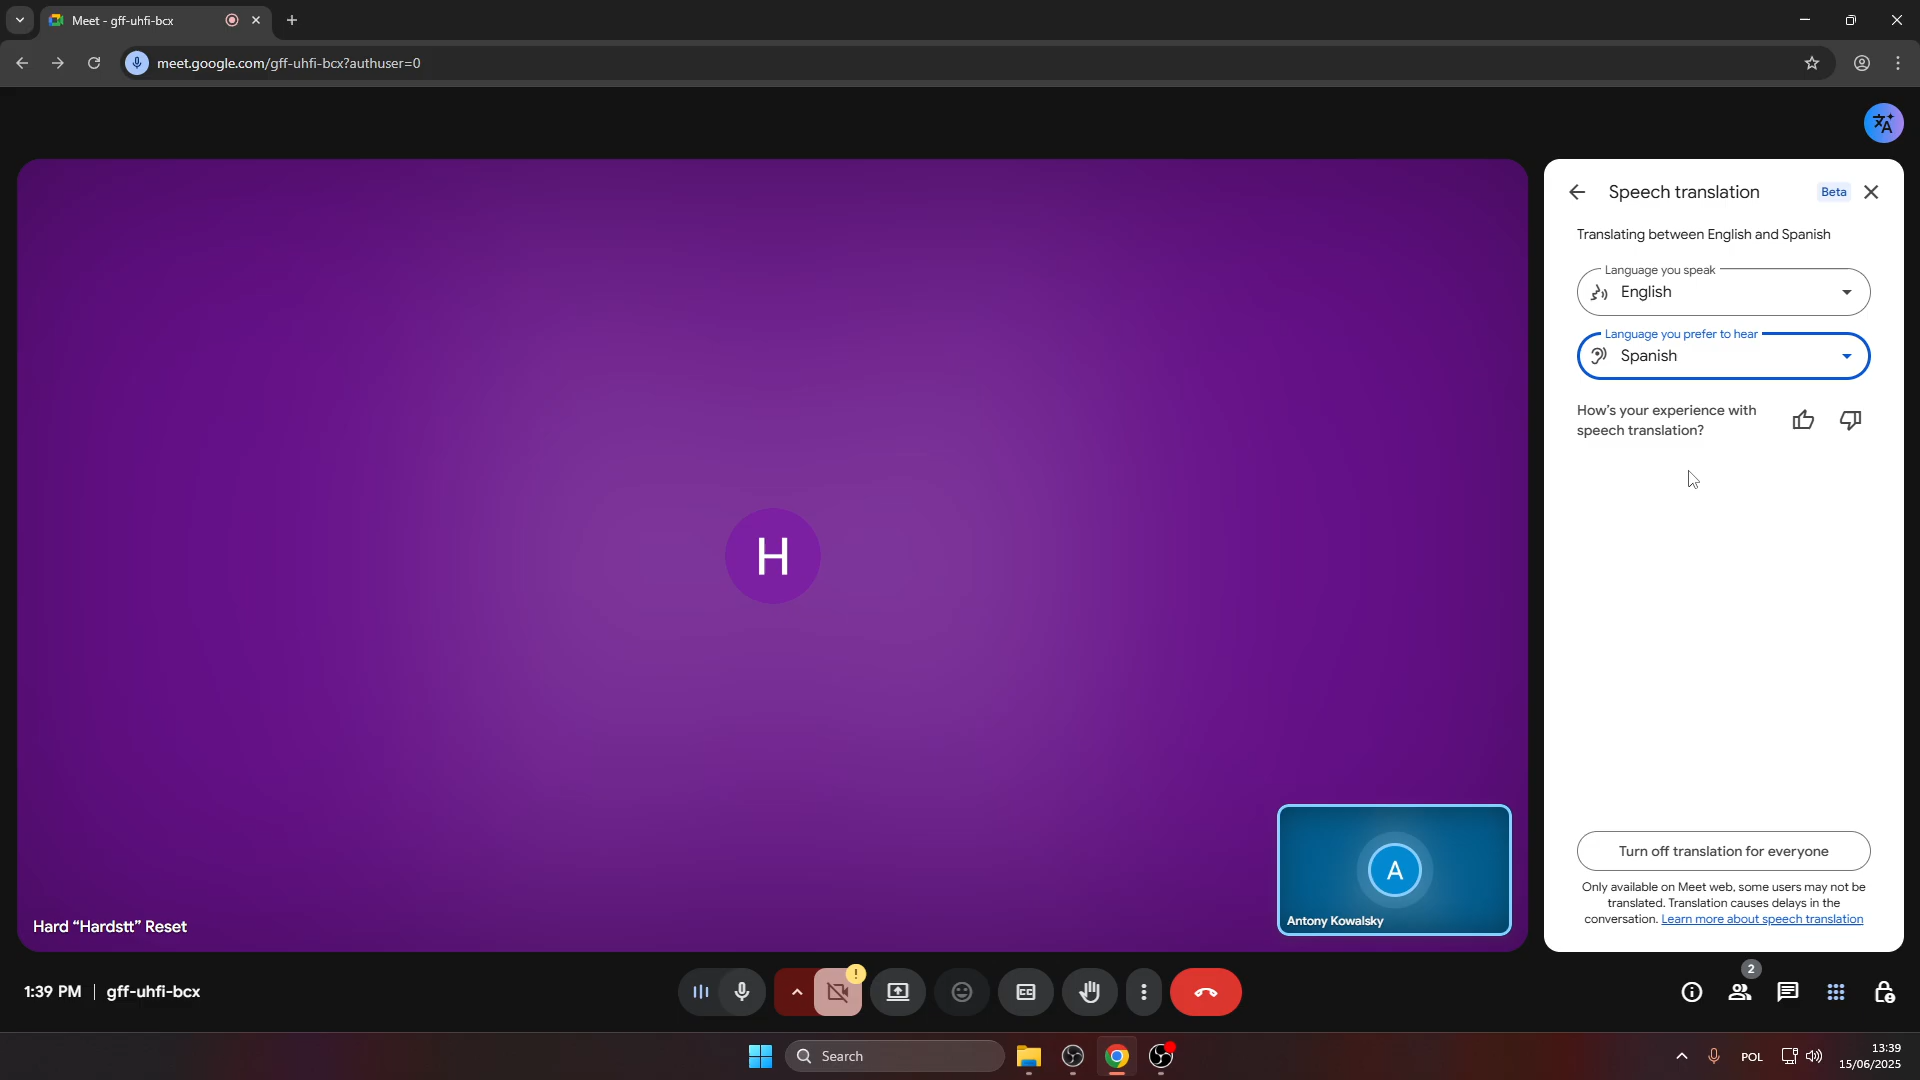 Meet - gff-uhfi-bcx
meet.google.com/gff-uhfi-bcx?authuser=0
Speech translation
Beta
Translating between English and Spanish
Language you speak
English
Language you prefer to hear
Spanish
How's your experience with
speech translation?
H
A
Antony Kowalsky
Hard “Hardstt” Reset
Turn off translation for everyone
Only available on Meet web, some users may not be
translated. Translation causes delays in the
conversation. Learn more about speech translation
1:39 PM | gff-uhfi-bcx
!
CC
2
Search
POL
13:39
15/06/2025